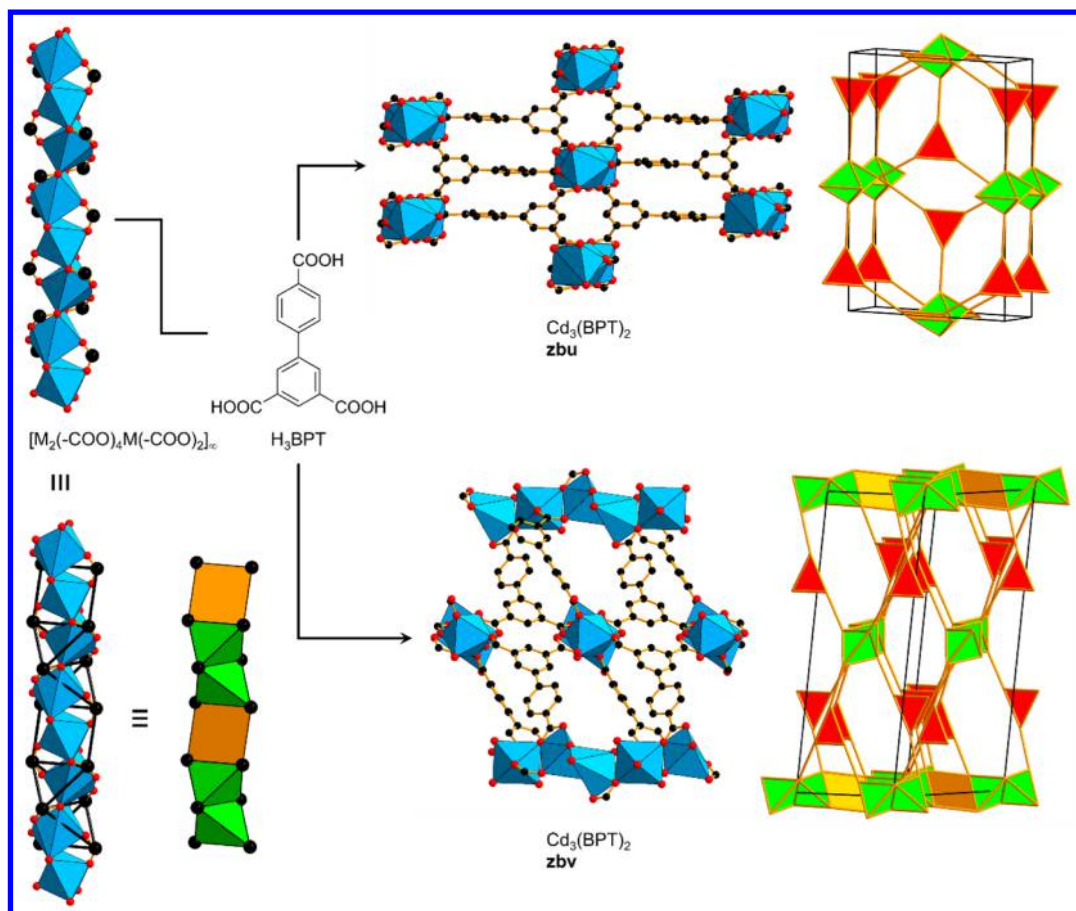 COOH
Cd₃(BPT)₂
zbu
HOOC COOH
[M₂(-COO)₄M(-COO)₂]∞
H₃BPT
Cd₃(BPT)₂
zbv